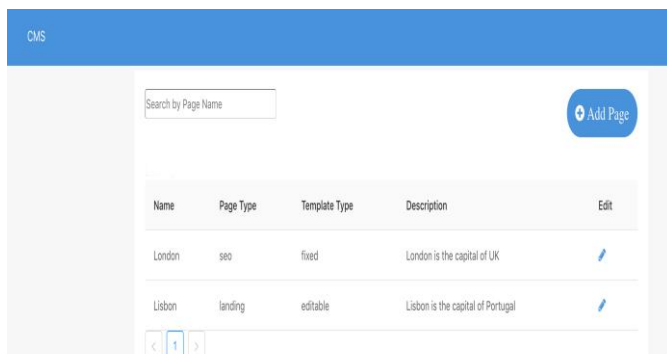 CMS
Search by Page Name
Add Page
Name Page Type Template Type Description Edit
London seo fixed London is the capital of UK
Lisbon landing editable Lisbon is the capital of Portugal
< 1 >